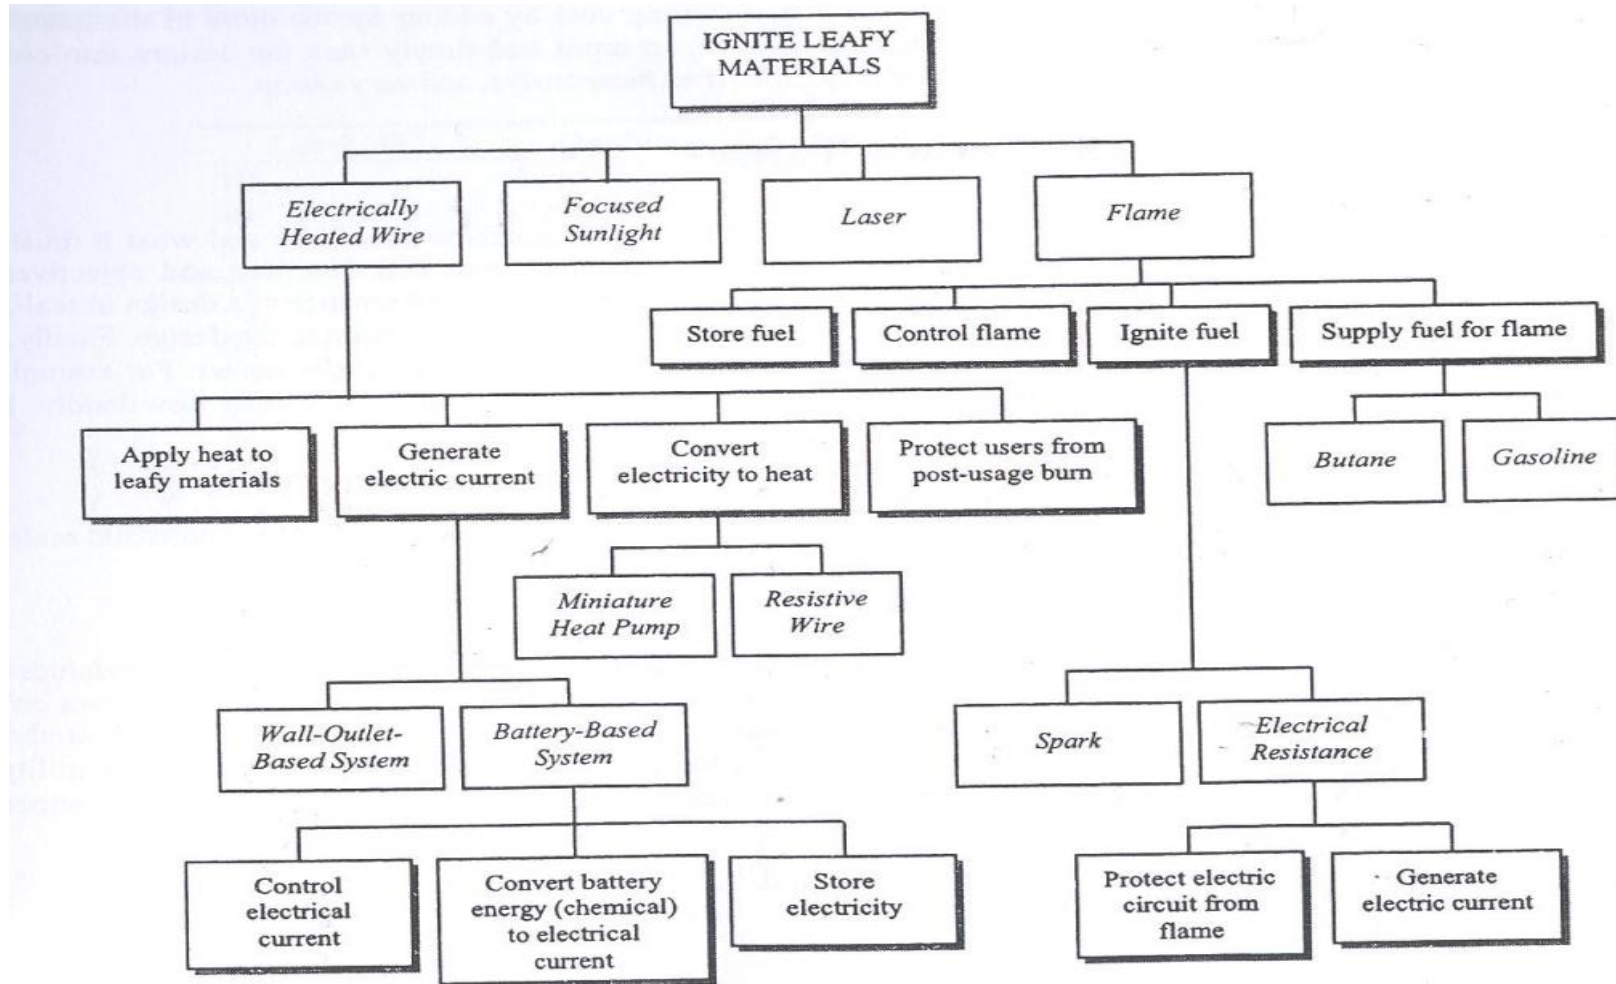 IGNITE LEAFY
MATERIALS
Electrically
Heated Wire
Focused
Sunlight
Laser
Flame
Store fuel
Control flame
Ignite fuel
Supply fuel for flame
Apply heat to
leafy materials
Generate
electric current
Convert
electricity to heat
Protect users from
post-usage burn
Butane
Gasoline
Miniature
Heat Pump
Resistive
Wire
Wall-Outlet-
Based System
Battery-Based
System
Spark
Electrical
Resistance
Control
electrical
current
Convert battery
energy (chemical)
to electrical
current
Store
electricity
Protect electric
circuit from
flame
Generate
electric current